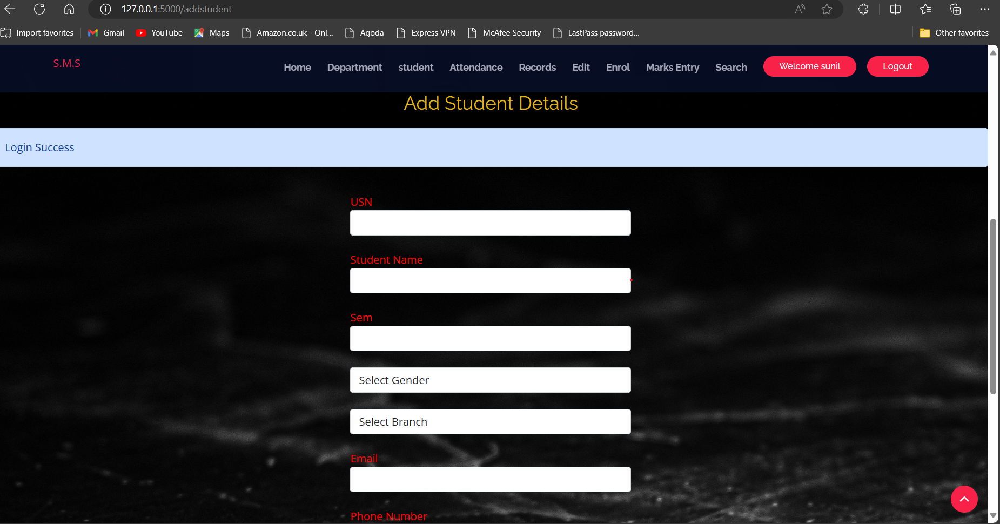 127.0.0.1:5000/addstudent
Import favorites Gmail YouTube Maps Amazon.co.uk - Onl... Agoda Express VPN McAfee Security LastPass password... Other favorites
S.M.S Home Department student Attendance Records Edit Enrol Marks Entry Search Welcome sunil Logout
Add Student Details
Login Success
USN
Student Name
Sem
Select Gender
Select Branch
Email
Phone Number